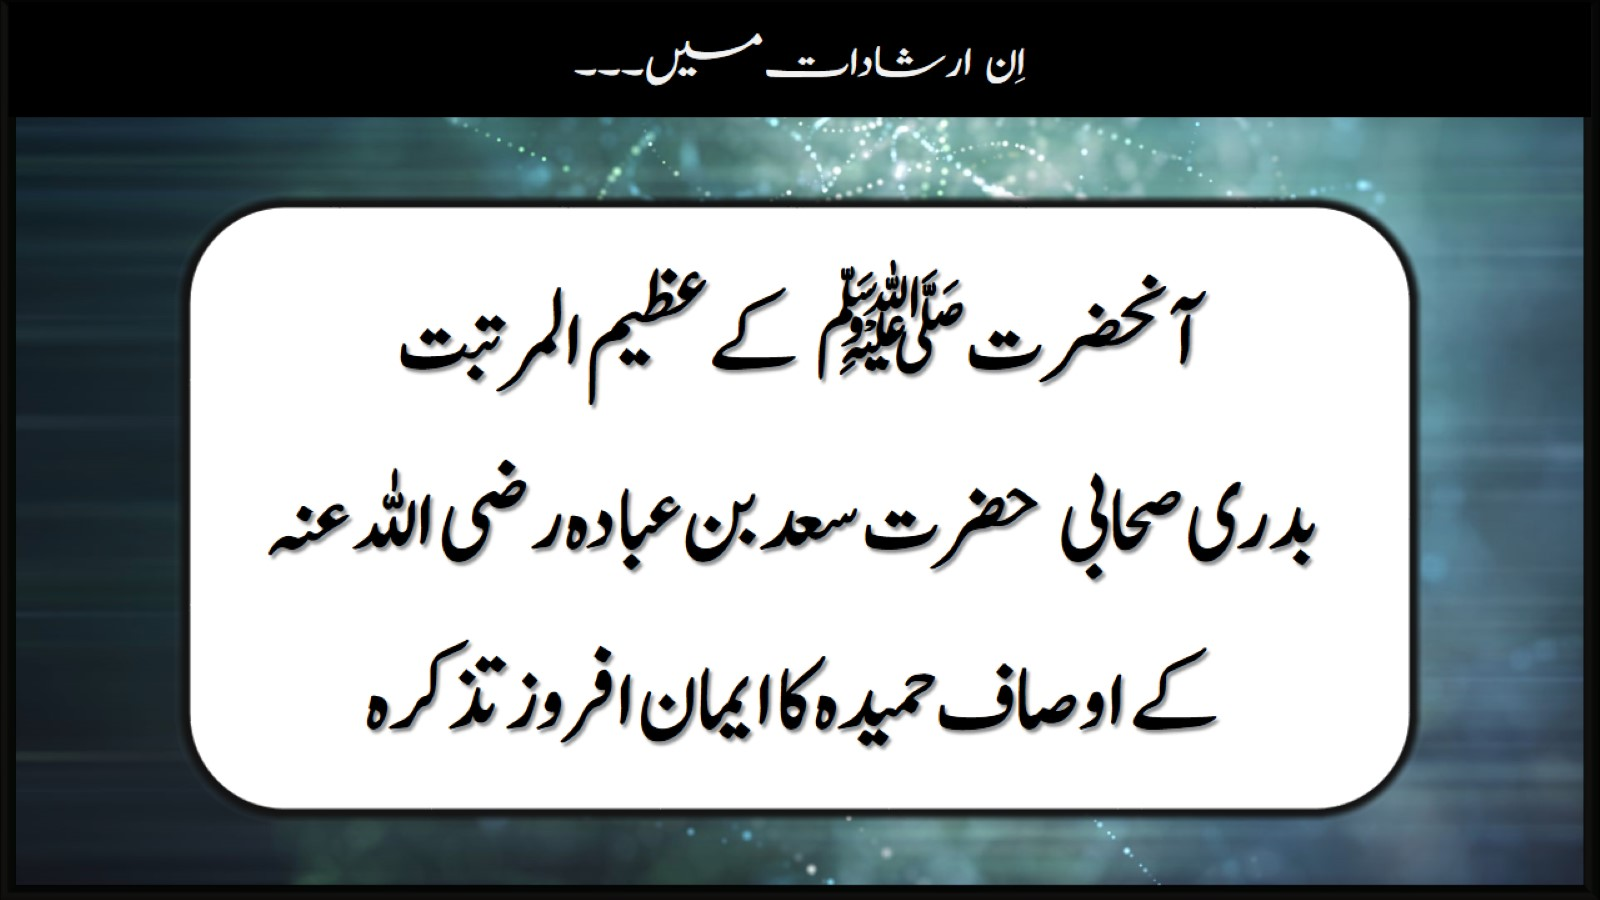 اِن ارشادات میں۔۔۔
آنحضرت ﷺ کے عظیم المرتبت
بدری صحابی حضرت سعد بن عبادہ رضی اللہ عنہ
کے اوصاف حمیدہ کا ایمان افروز تذکرہ